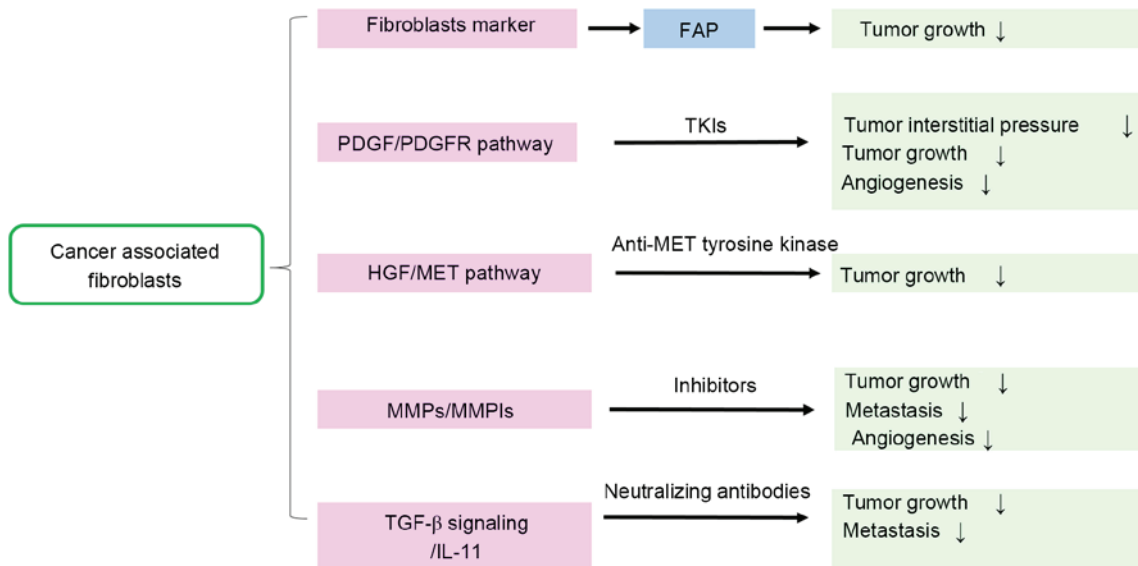 Fibroblasts marker
FAP
Tumor growth ↓
PDGF/PDGFR pathway
TKIs
Tumor interstitial pressure ↓
Tumor growth ↓
Angiogenesis ↓
Cancer associated
fibroblasts
HGF/MET pathway
Anti-MET tyrosine kinase
Tumor growth ↓
MMPs/MMPIs
Inhibitors
Tumor growth ↓
Metastasis ↓
Angiogenesis ↓
TGF-β signaling
/IL-11
Neutralizing antibodies
Tumor growth ↓
Metastasis ↓